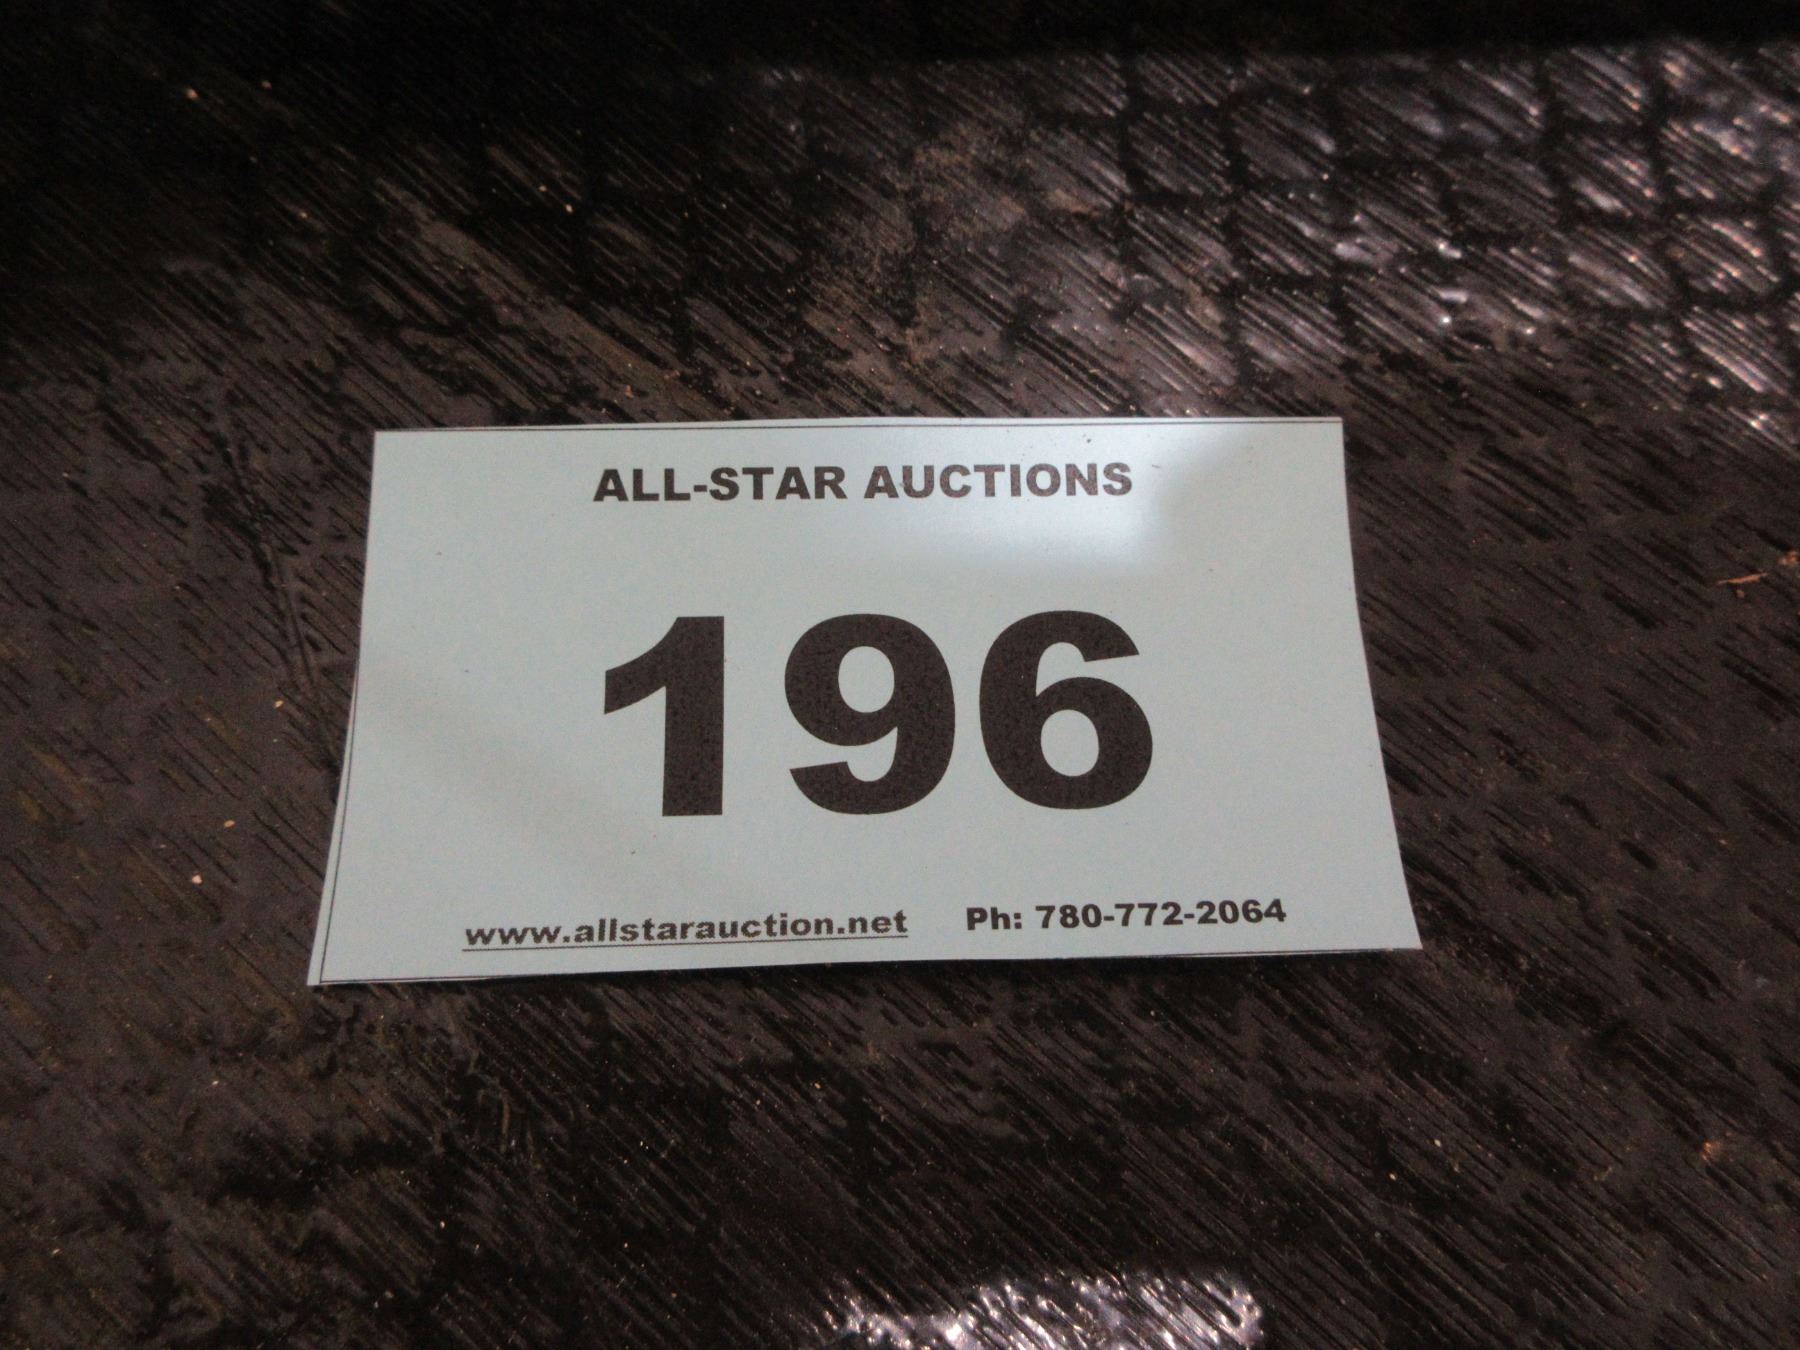 ALL-STAR AUCTIONS
196
www.allstarauction.net Ph: 780-772-2064